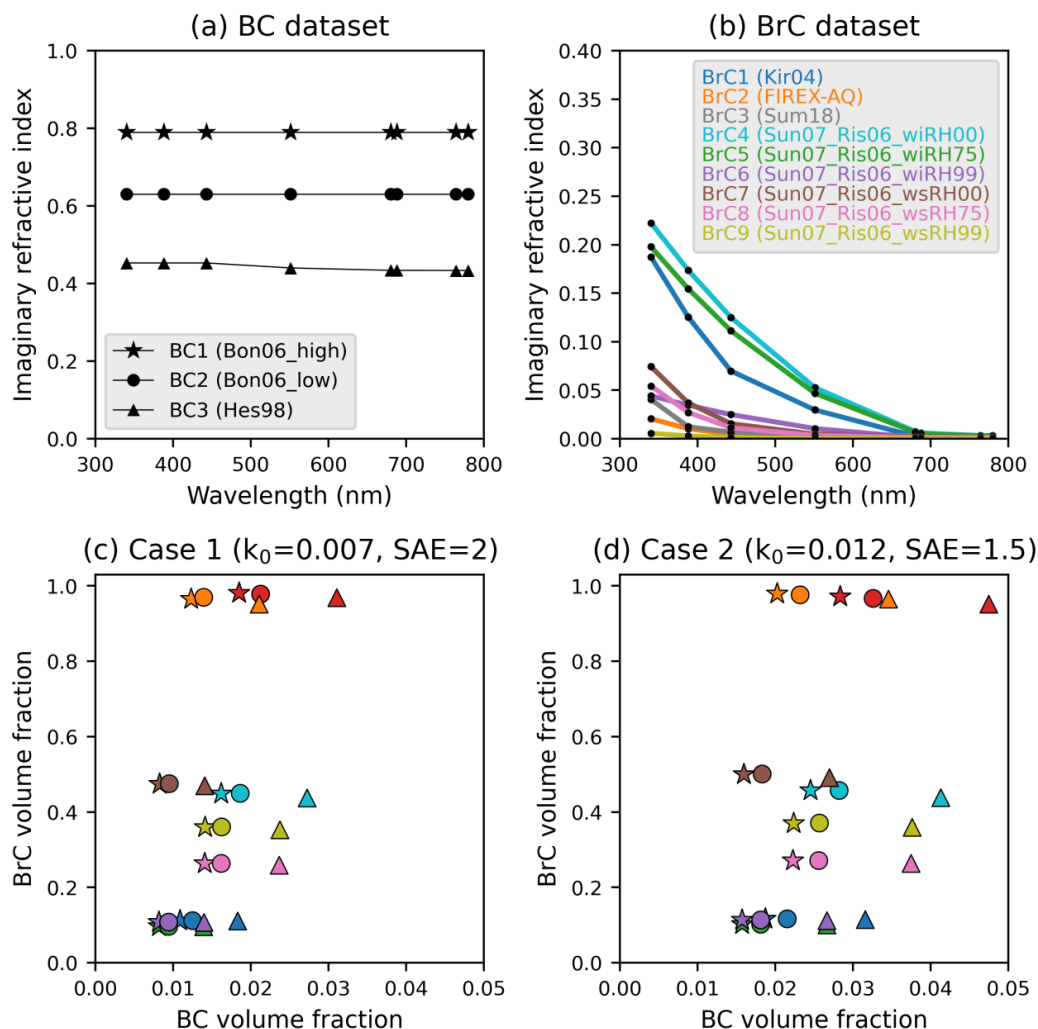 (a) BC dataset
1.0
0.8
0.6
0.4
0.2
0.0
Imaginary refractive index
BC1 (Bon06_high)
BC2 (Bon06_low)
BC3 (Hes98)
300 400 500 600 700 800
Wavelength (nm)
(b) BrC dataset
0.40
0.35
0.30
0.25
0.20
0.15
0.10
0.05
0.00
Imaginary refractive index
BrC1 (Kir04)
BrC2 (FIREX-AQ)
BrC3 (Sum18)
BrC4 (Sun07_Ris06_wiRH00)
BrC5 (Sun07_Ris06_wiRH75)
BrC6 (Sun07_Ris06_wiRH99)
BrC7 (Sun07_Ris06_wsRH00)
BrC8 (Sun07_Ris06_wsRH75)
BrC9 (Sun07_Ris06_wsRH99)
300 400 500 600 700 800
Wavelength (nm)
(c) Case 1 (k₀=0.007, SAE=2)
1.0
0.8
0.6
0.4
0.2
0.0
BrC volume fraction
0.00 0.01 0.02 0.03 0.04 0.05
BC volume fraction
(d) Case 2 (k₀=0.012, SAE=1.5)
1.0
0.8
0.6
0.4
0.2
0.0
BrC volume fraction
0.00 0.01 0.02 0.03 0.04 0.05
BC volume fraction